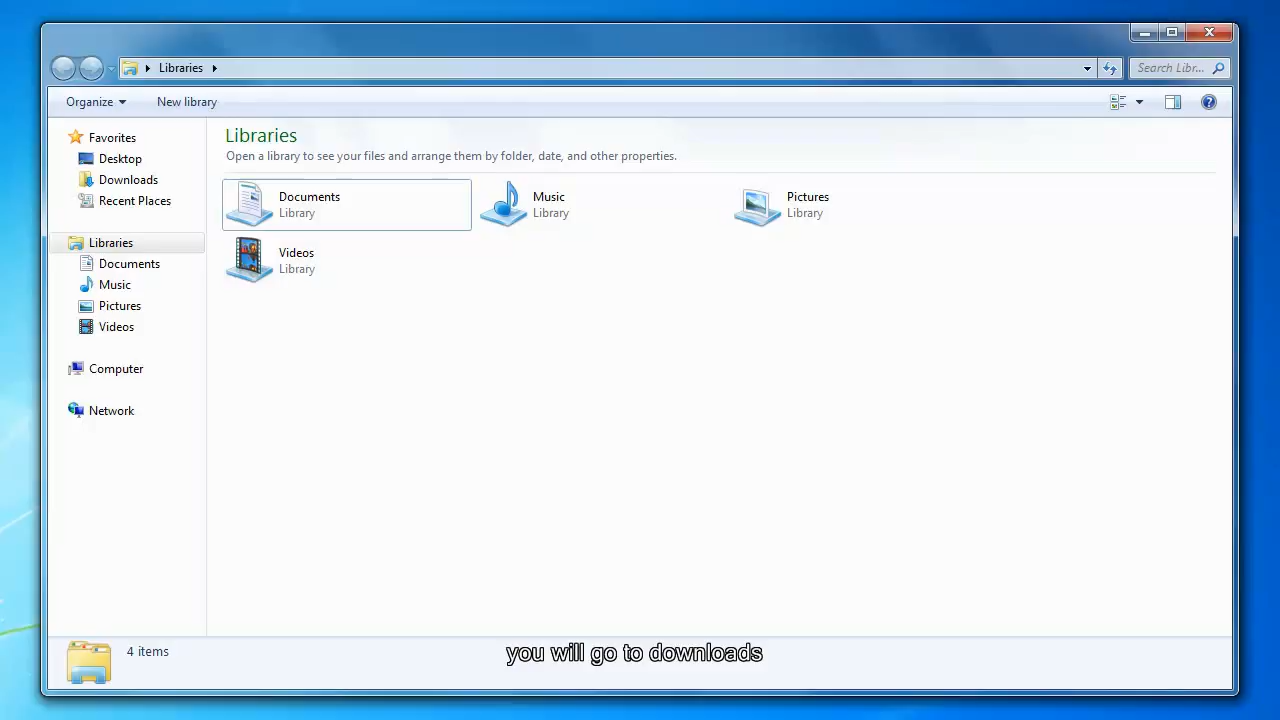 Libraries
Search Libr...
Organize
New library
Favorites
Desktop
Downloads
Recent Places
Libraries
Documents
Music
Pictures
Videos
Computer
Network
Libraries
Open a library to see your files and arrange them by folder, date, and other properties.
Documents
Library
Music
Library
Pictures
Library
Videos
Library
4 items
you will go to downloads